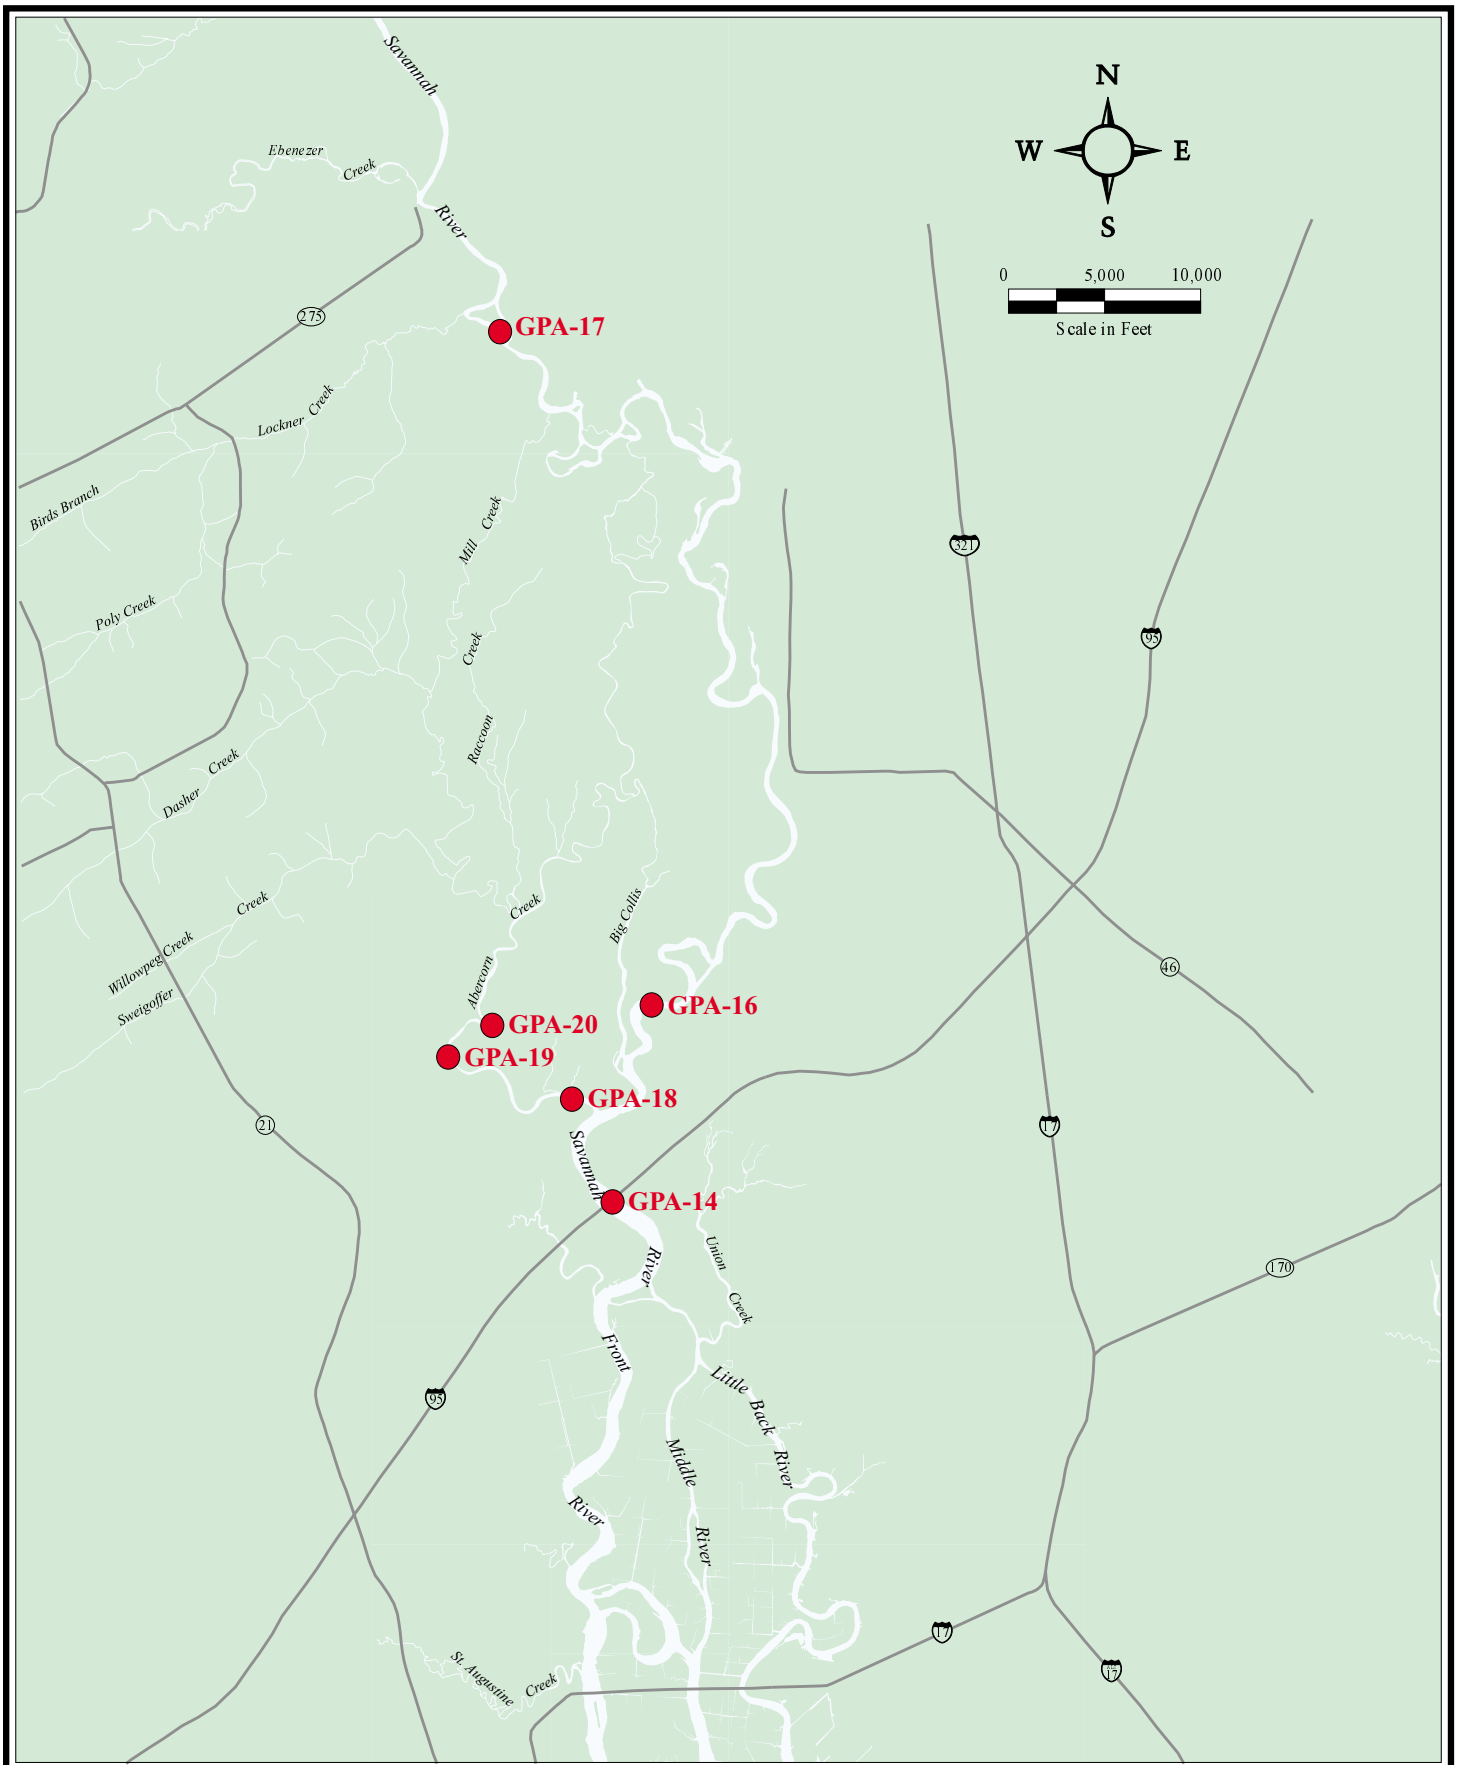 Savannah
N
W E
S
Ebenezer
Creek
River
0 5,000 10,000
Scale in Feet
275
GPA-17
Lockner Creek
Birds Branch
Mill Creek
321
Poly Creek
95
Creek
Raccoon
Dasher Creek
Creek
Big Collis
Creek
Willowpeg Creek
Abercorn
46
Sweigoffer
GPA-16
GPA-20
GPA-19
GPA-18
21
17
Savannah
GPA-14
Union
Creek
River
170
Front
Little
Back
River
95
Middle
River
River
17
St. Augustine
Creek
17